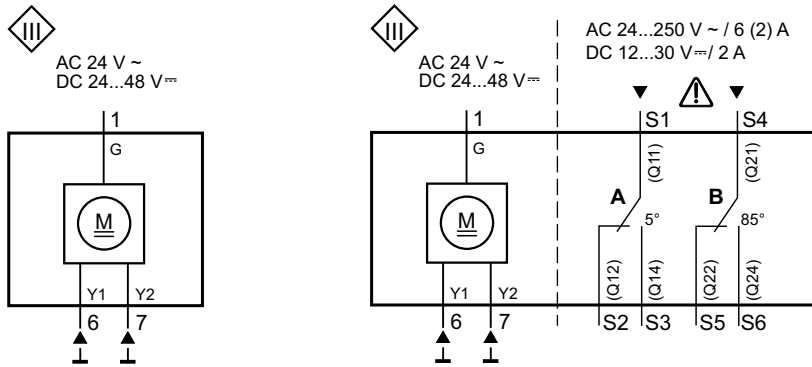 III
AC 24 V ~
DC 24...48 V⎓
1
G
M
Y1 Y2
6 7
III
AC 24 V ~
DC 24...48 V⎓
AC 24...250 V ~ / 6 (2) A
DC 12...30 V⎓/ 2 A
1 S1 S4
G (Q11) (Q21)
M A 5° B 85°
Y1 Y2 (Q12) (Q14) (Q22) (Q24)
6 7 S2 S3 S5 S6